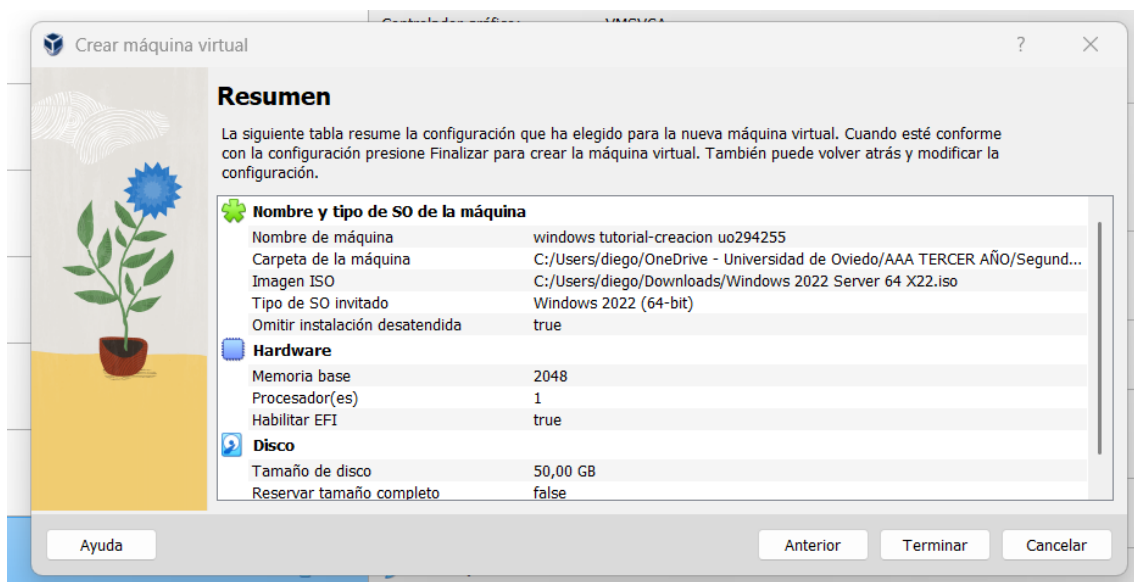 Crear máquina virtual
?
Resumen
La siguiente tabla resume la configuración que ha elegido para la nueva máquina virtual. Cuando esté conforme
con la configuración presione Finalizar para crear la máquina virtual. También puede volver atrás y modificar la
configuración.
Nombre y tipo de SO de la máquina
Nombre de máquina windows tutorial-creacion uo294255
Carpeta de la máquina C:/Users/diego/OneDrive - Universidad de Oviedo/AAA TERCER AÑO/Segund...
Imagen ISO C:/Users/diego/Downloads/Windows 2022 Server 64 X22.iso
Tipo de SO invitado Windows 2022 (64-bit)
Omitir instalación desatendida true
Hardware
Memoria base 2048
Procesador(es) 1
Habilitar EFI true
Disco
Tamaño de disco 50,00 GB
Reservar tamaño completo false
Ayuda Anterior Terminar Cancelar